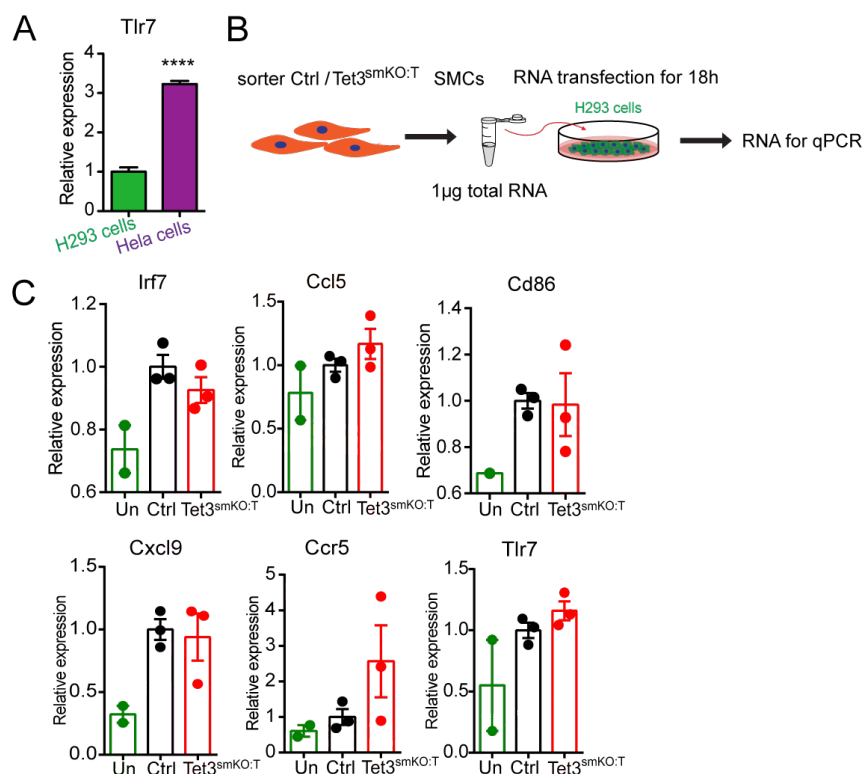 A
Tlr7
Relative expression
4
3
2
1
0
****
H293 cells
Hela cells
B
sorter Ctrl /Tet3smKO:T SMCs
RNA transfection for 18h
H293 cells
1μg total RNA
RNA for qPCR
C
Irf7
Relative expression
1.2
1.0
0.8
0.6
Un Ctrl Tet3smKO:T
Ccl5
Relative expression
1.5
1.0
0.5
0.0
Un Ctrl Tet3smKO:T
Cd86
Relative expression
1.4
1.2
1.0
0.8
0.6
Un Ctrl Tet3smKO:T
Cxcl9
Relative expression
1.5
1.0
0.5
0.0
Un Ctrl Tet3smKO:T
Ccr5
Relative expression
6
4
2
1
0
Un Ctrl Tet3smKO:T
Tlr7
Relative expression
1.5
1.0
0.5
0.0
Un Ctrl Tet3smKO:T